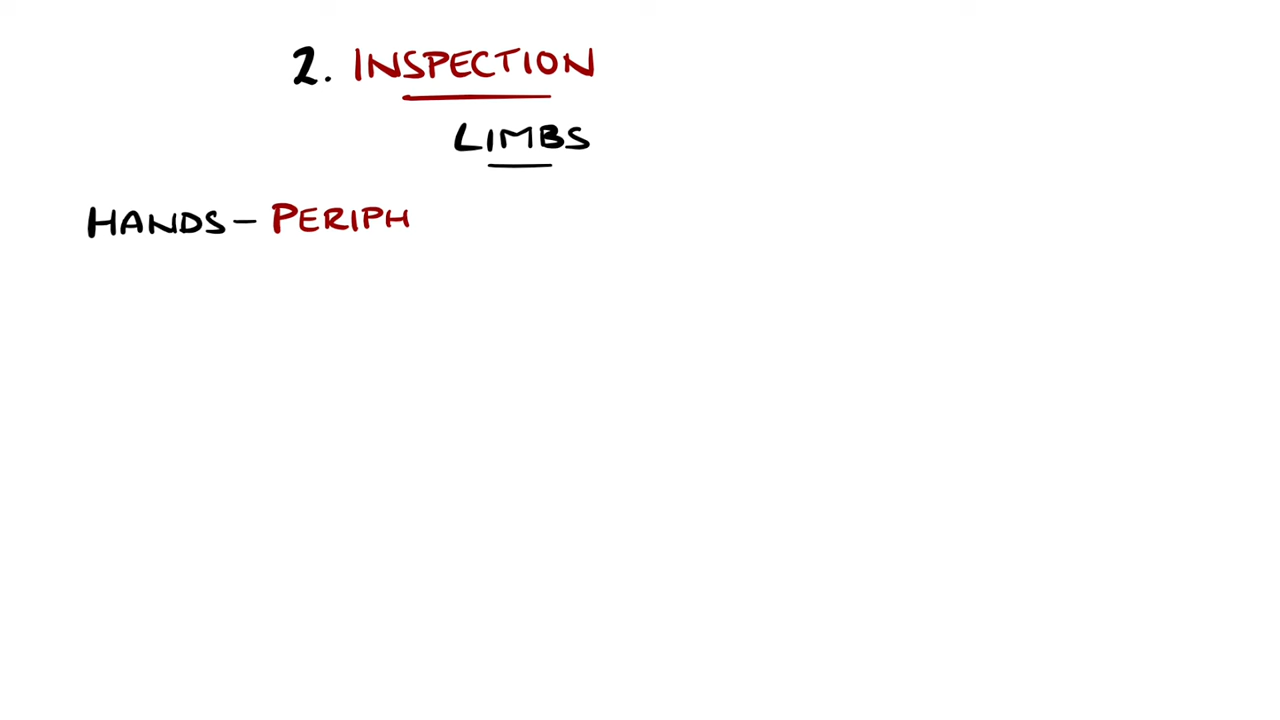 2. INSPECTION
LIMBS
HANDS – PERIPH